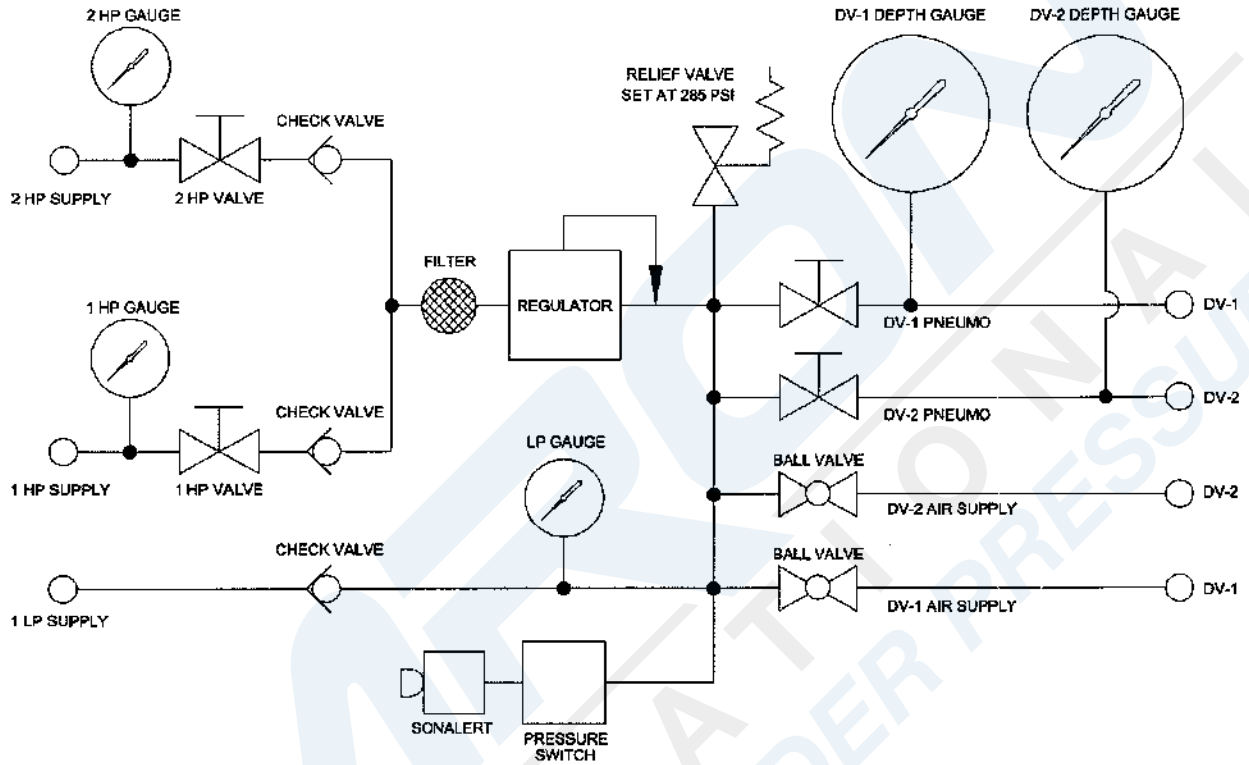 2 HP GAUGE
DV-1 DEPTH GAUGE
DV-2 DEPTH GAUGE
RELIEF VALVE
SET AT 285 PSI
CHECK VALVE
2 HP SUPPLY
2 HP VALVE
FILTER
REGULATOR
1 HP GAUGE
DV-1 PNEUMO
DV-1
CHECK VALVE
DV-2 PNEUMO
DV-2
1 HP SUPPLY
1 HP VALVE
LP GAUGE
BALL VALVE
DV-2 AIR SUPPLY
DV-2
CHECK VALVE
BALL VALVE
1 LP SUPPLY
DV-1 AIR SUPPLY
DV-1
SONALERT
PRESSURE
SWITCH